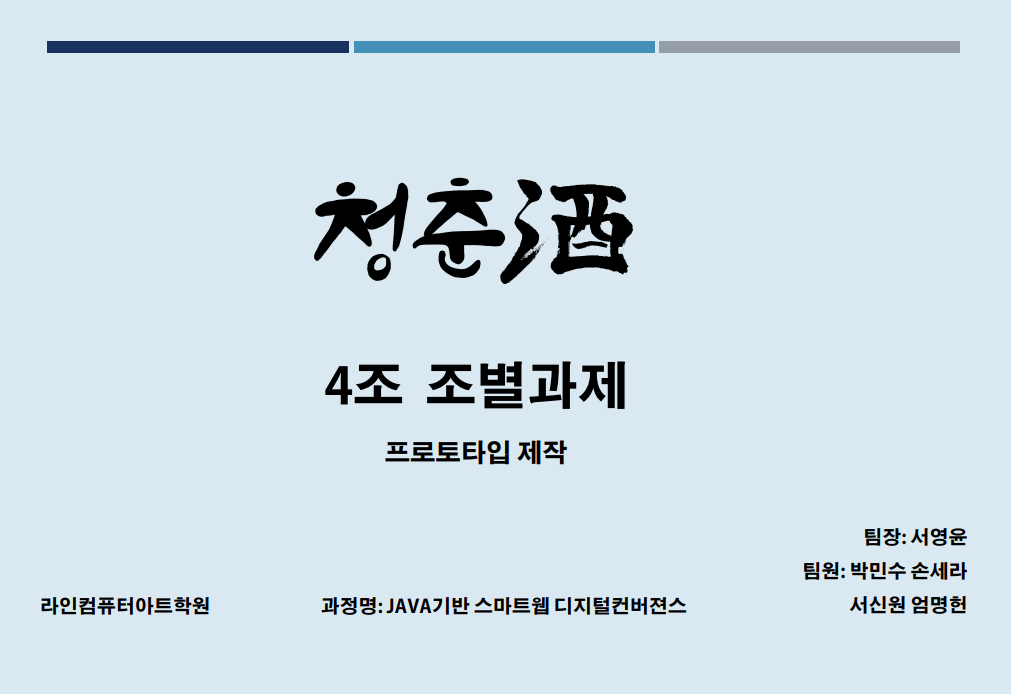 청춘酒
4조 조별과제
프로토타입 제작
팀장: 서영윤
팀원: 박민수 손세라
서신원 엄명헌
라인컴퓨터아트학원
과정명: JAVA기반 스마트웹 디지털컨버젼스